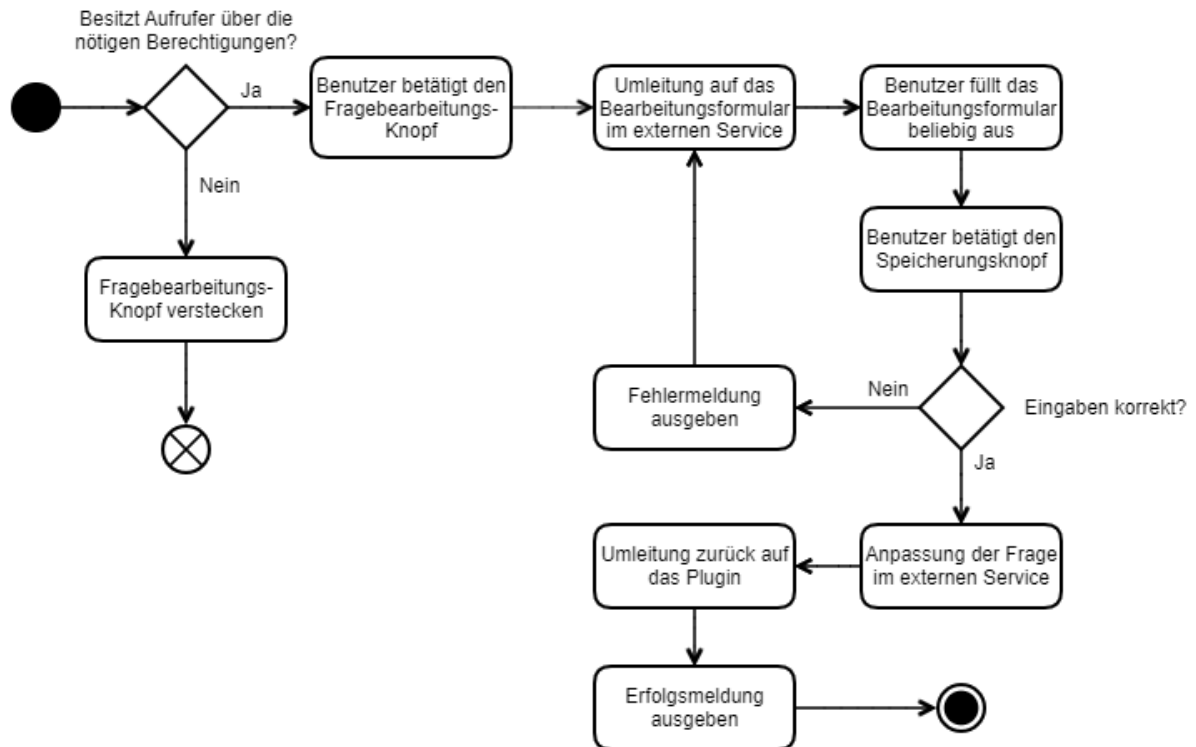 Besitzt Aufrufer über die
nötigen Berechtigungen?
Ja
Benutzer betätigt den
Fragebearbeitungs-
Knopf
Umleitung auf das
Bearbeitungsformular
im externen Service
Benutzer füllt das
Bearbeitungsformular
beliebig aus
Nein
Benutzer betätigt den
Speicherungsknopf
Fragebearbeitungs-
Knopf verstecken
Fehlermeldung
ausgeben
Nein
Eingaben korrekt?
Ja
Umleitung zurück auf
das Plugin
Anpassung der Frage
im externen Service
Erfolgsmeldung
ausgeben